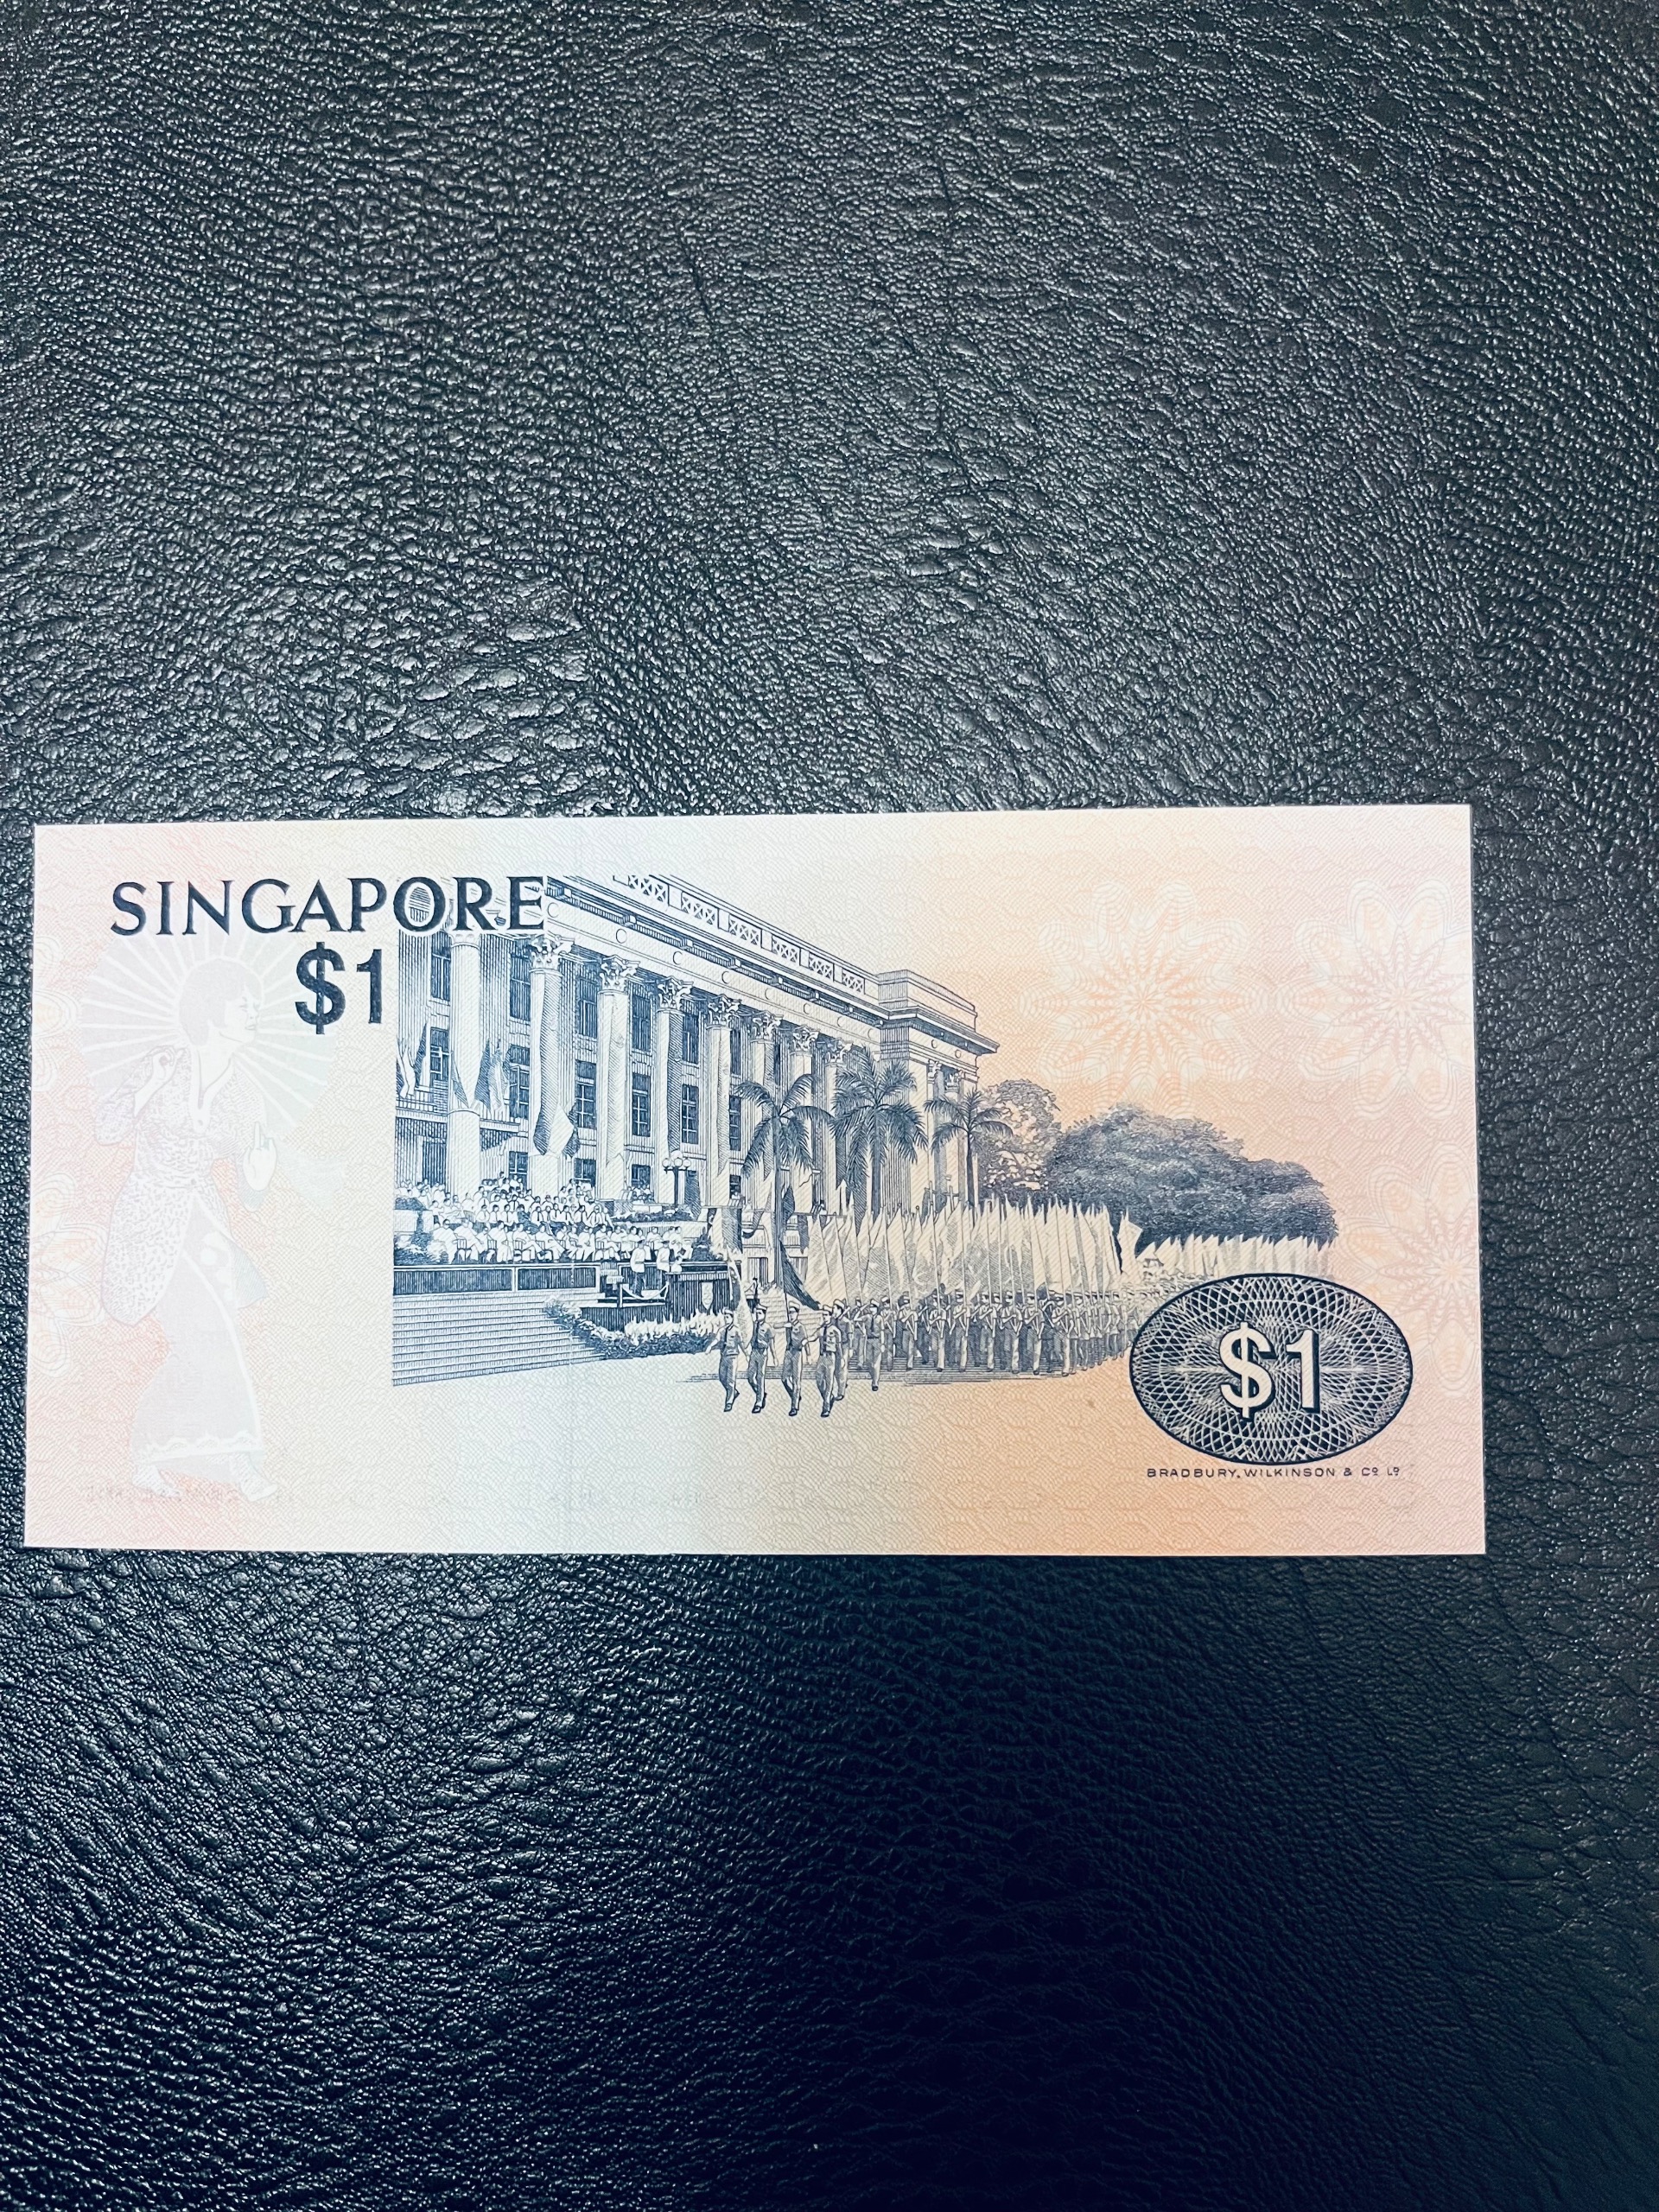 SINGAPORE
$1
$1
BRADBURY, WILKINSON & Cº Lº